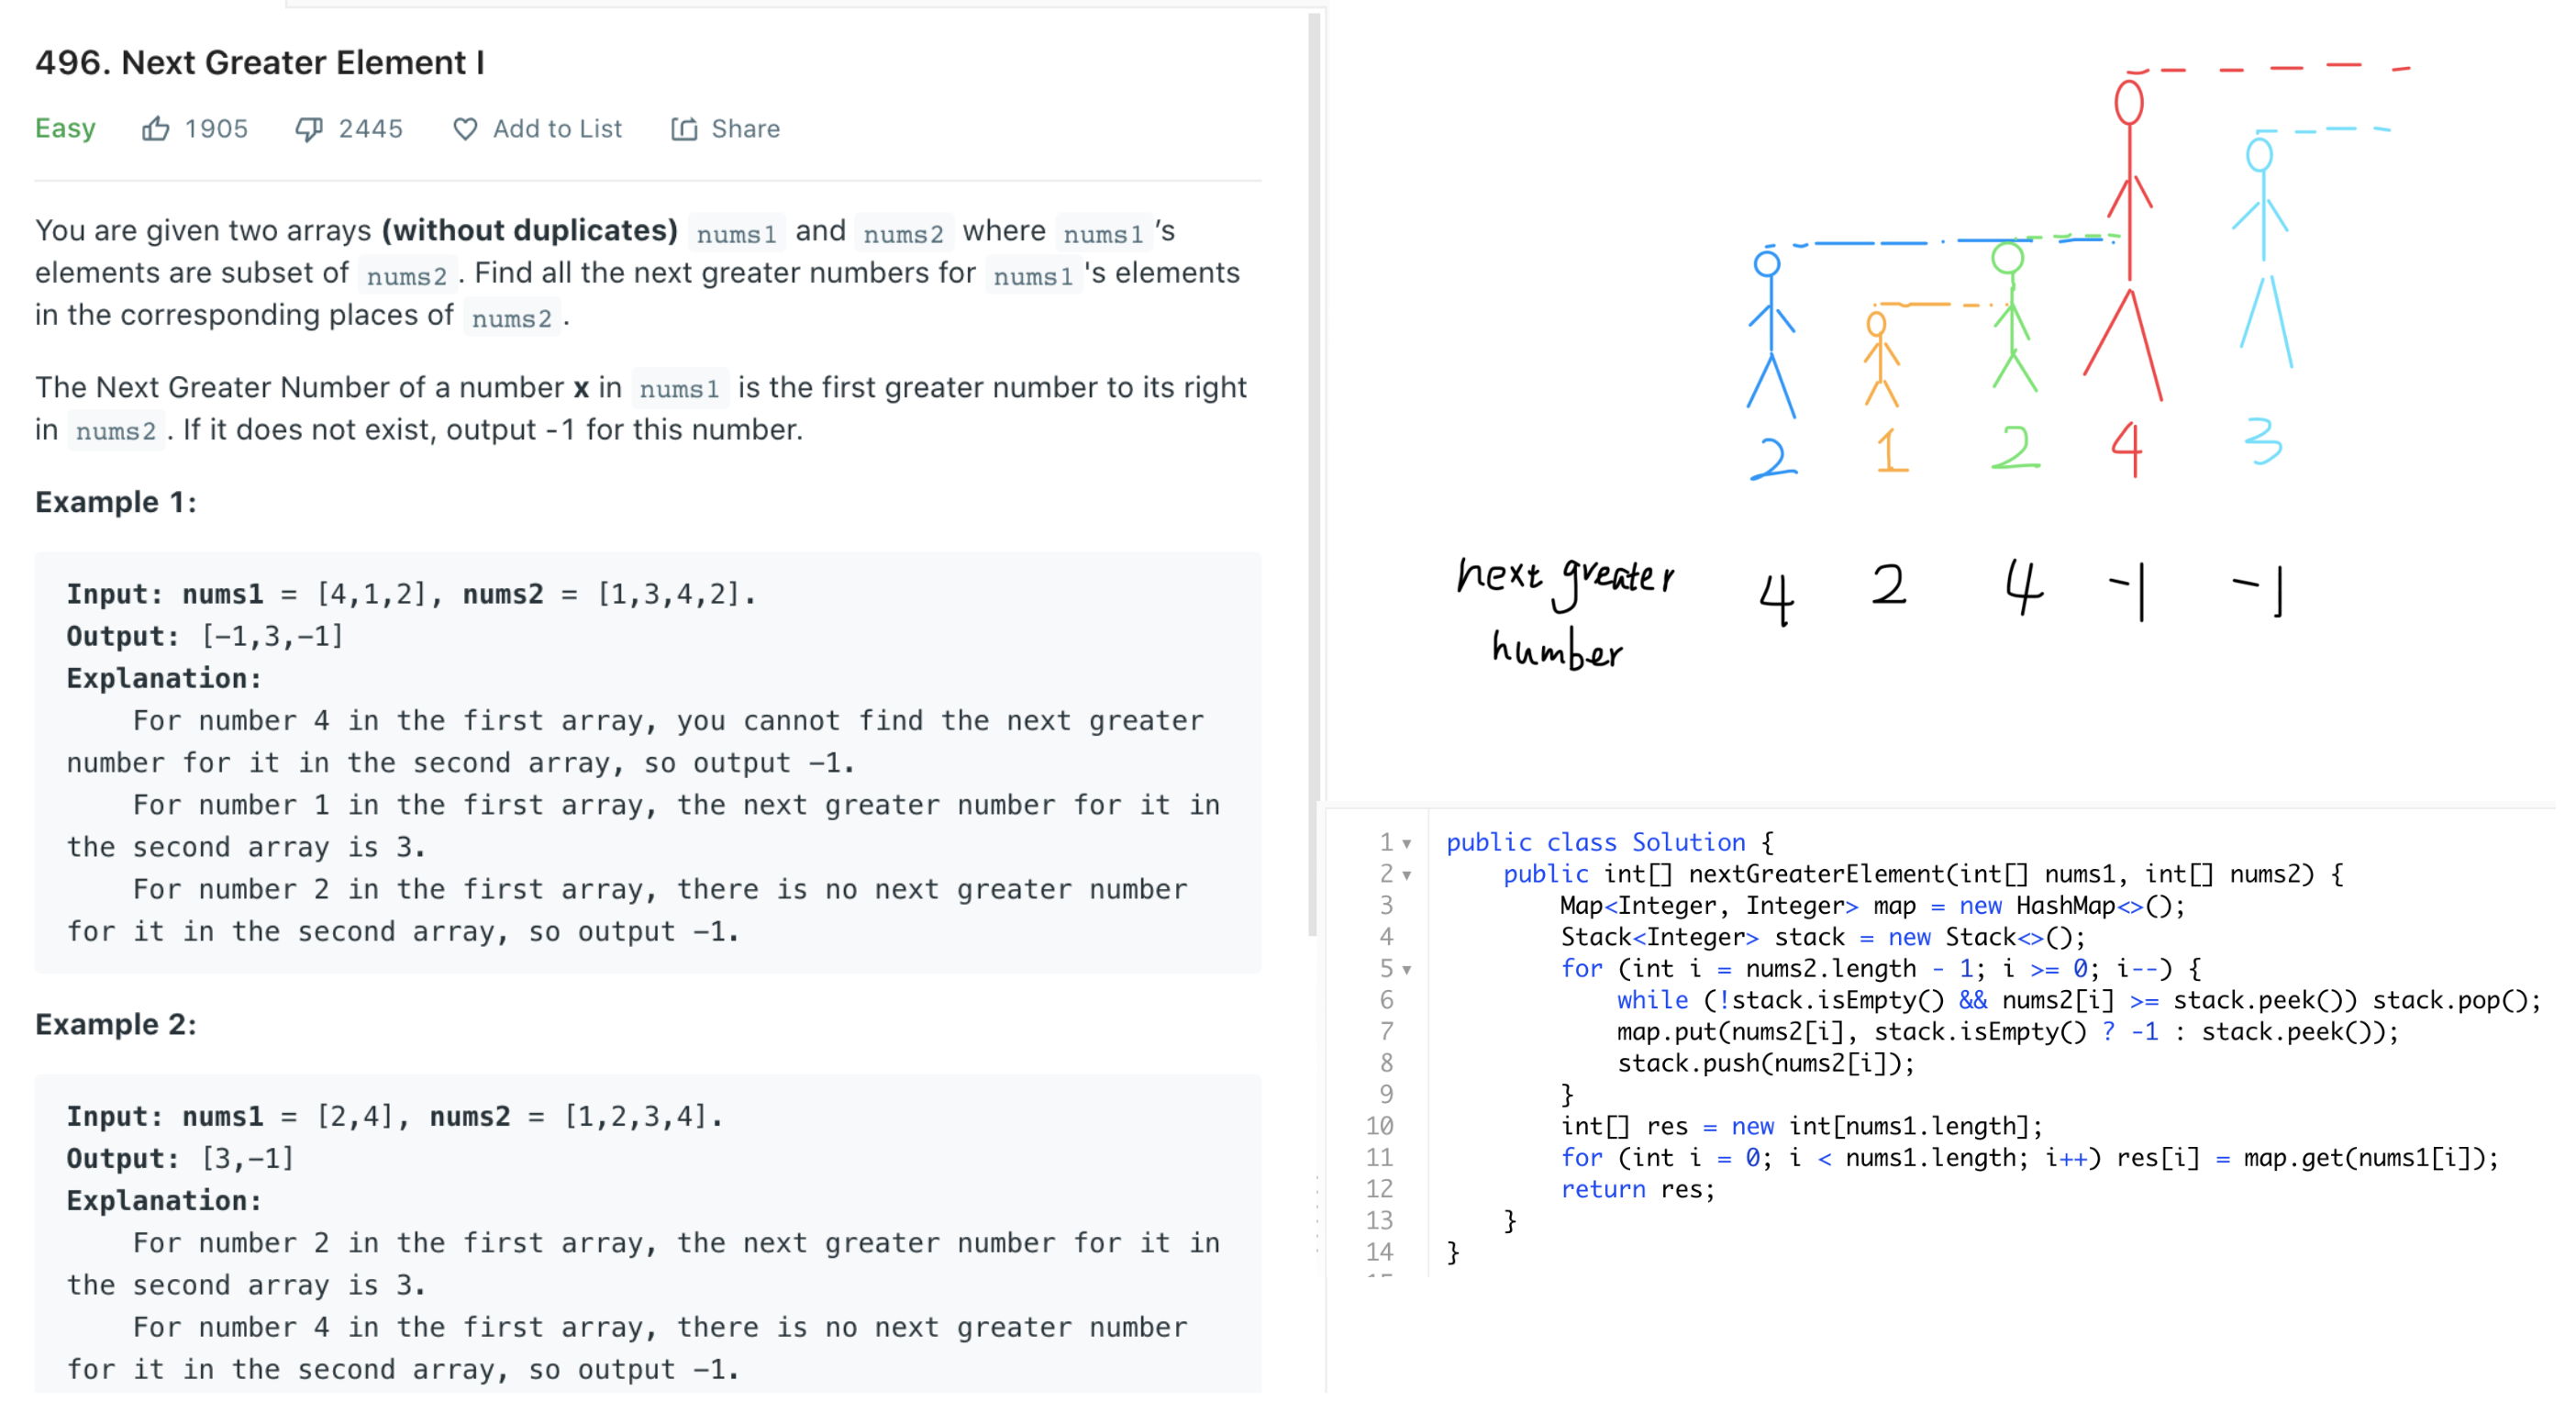 496. Next Greater Element I
Easy 1905 2445 Add to List Share
You are given two arrays (without duplicates) nums1 and nums2 where nums1 's
elements are subset of nums2 . Find all the next greater numbers for nums1 's elements
in the corresponding places of nums2 .
The Next Greater Number of a number x in nums1 is the first greater number to its right
in nums2 . If it does not exist, output -1 for this number.
Example 1:
Input: nums1 = [4,1,2], nums2 = [1,3,4,2].
Output: [-1,3,-1]
Explanation:
    For number 4 in the first array, you cannot find the next greater
number for it in the second array, so output -1.
    For number 1 in the first array, the next greater number for it in
the second array is 3.
    For number 2 in the first array, there is no next greater number
for it in the second array, so output -1.
Example 2:
Input: nums1 = [2,4], nums2 = [1,2,3,4].
Output: [3,-1]
Explanation:
    For number 2 in the first array, the next greater number for it in
the second array is 3.
    For number 4 in the first array, there is no next greater number
for it in the second array, so output -1.
2 1 2 4 3
next greater 4 2 4 -1 -1
number
1 public class Solution {
2     public int[] nextGreaterElement(int[] nums1, int[] nums2) {
3         Map<Integer, Integer> map = new HashMap<>();
4         Stack<Integer> stack = new Stack<>();
5         for (int i = nums2.length - 1; i >= 0; i--) {
6             while (!stack.isEmpty() && nums2[i] >= stack.peek()) stack.pop();
7             map.put(nums2[i], stack.isEmpty() ? -1 : stack.peek());
8             stack.push(nums2[i]);
9         }
10         int[] res = new int[nums1.length];
11         for (int i = 0; i < nums1.length; i++) res[i] = map.get(nums1[i]);
12         return res;
13     }
14 }